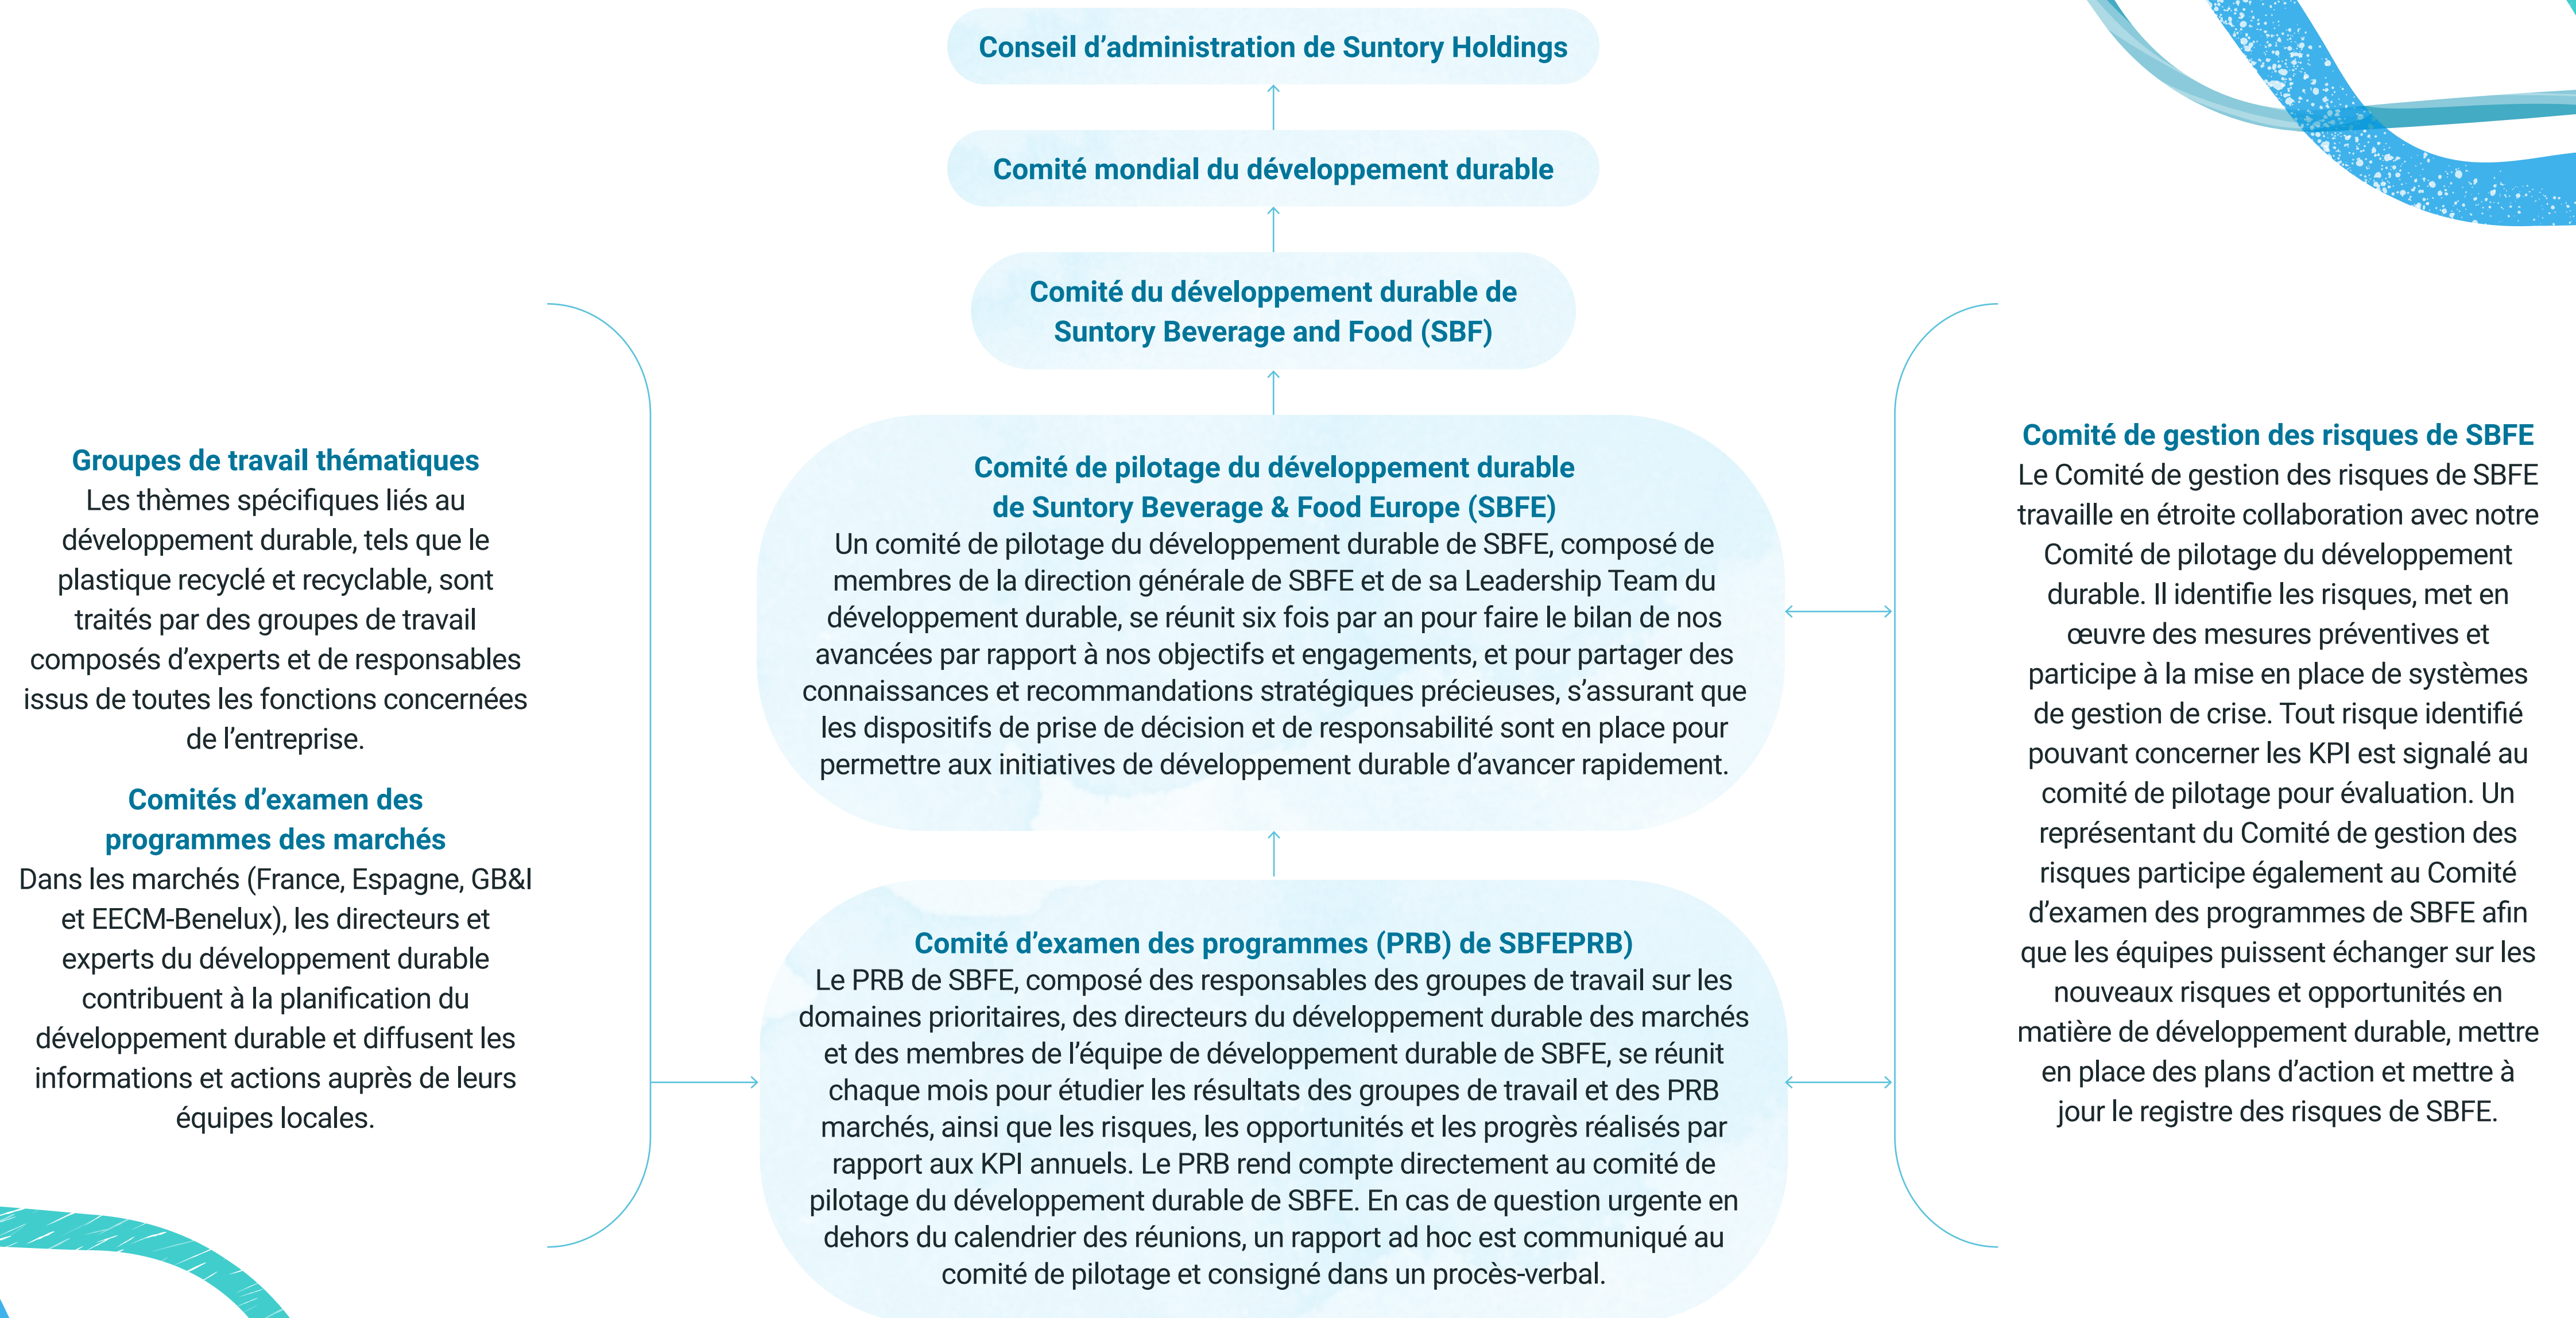 Conseil d’administration de Suntory Holdings
Comité mondial du développement durable
Comité du développement durable de
Suntory Beverage and Food (SBF)
Groupes de travail thématiques
Les thèmes spécifiques liés au
développement durable, tels que le
plastique recyclé et recyclable, sont
traités par des groupes de travail
composés d’experts et de responsables
issus de toutes les fonctions concernées
de l’entreprise.
Comités d’examen des
programmes des marchés
Dans les marchés (France, Espagne, GB&I
et EECM-Benelux), les directeurs et
experts du développement durable
contribuent à la planification du
développement durable et diffusent les
informations et actions auprès de leurs
équipes locales.
Comité de pilotage du développement durable
de Suntory Beverage & Food Europe (SBFE)
Un comité de pilotage du développement durable de SBFE, composé de
membres de la direction générale de SBFE et de sa Leadership Team du
développement durable, se réunit six fois par an pour faire le bilan de nos
avancées par rapport à nos objectifs et engagements, et pour partager des
connaissances et recommandations stratégiques précieuses, s’assurant que
les dispositifs de prise de décision et de responsabilité sont en place pour
permettre aux initiatives de développement durable d’avancer rapidement.
Comité d’examen des programmes (PRB) de SBFEPRB)
Le PRB de SBFE, composé des responsables des groupes de travail sur les
domaines prioritaires, des directeurs du développement durable des marchés
et des membres de l’équipe de développement durable de SBFE, se réunit
chaque mois pour étudier les résultats des groupes de travail et des PRB
marchés, ainsi que les risques, les opportunités et les progrès réalisés par
rapport aux KPI annuels. Le PRB rend compte directement au comité de
pilotage du développement durable de SBFE. En cas de question urgente en
dehors du calendrier des réunions, un rapport ad hoc est communiqué au
comité de pilotage et consigné dans un procès-verbal.
Comité de gestion des risques de SBFE
Le Comité de gestion des risques de SBFE
travaille en étroite collaboration avec notre
Comité de pilotage du développement
durable. Il identifie les risques, met en
œuvre des mesures préventives et
participe à la mise en place de systèmes
de gestion de crise. Tout risque identifié
pouvant concerner les KPI est signalé au
comité de pilotage pour évaluation. Un
représentant du Comité de gestion des
risques participe également au Comité
d’examen des programmes de SBFE afin
que les équipes puissent échanger sur les
nouveaux risques et opportunités en
matière de développement durable, mettre
en place des plans d’action et mettre à
jour le registre des risques de SBFE.